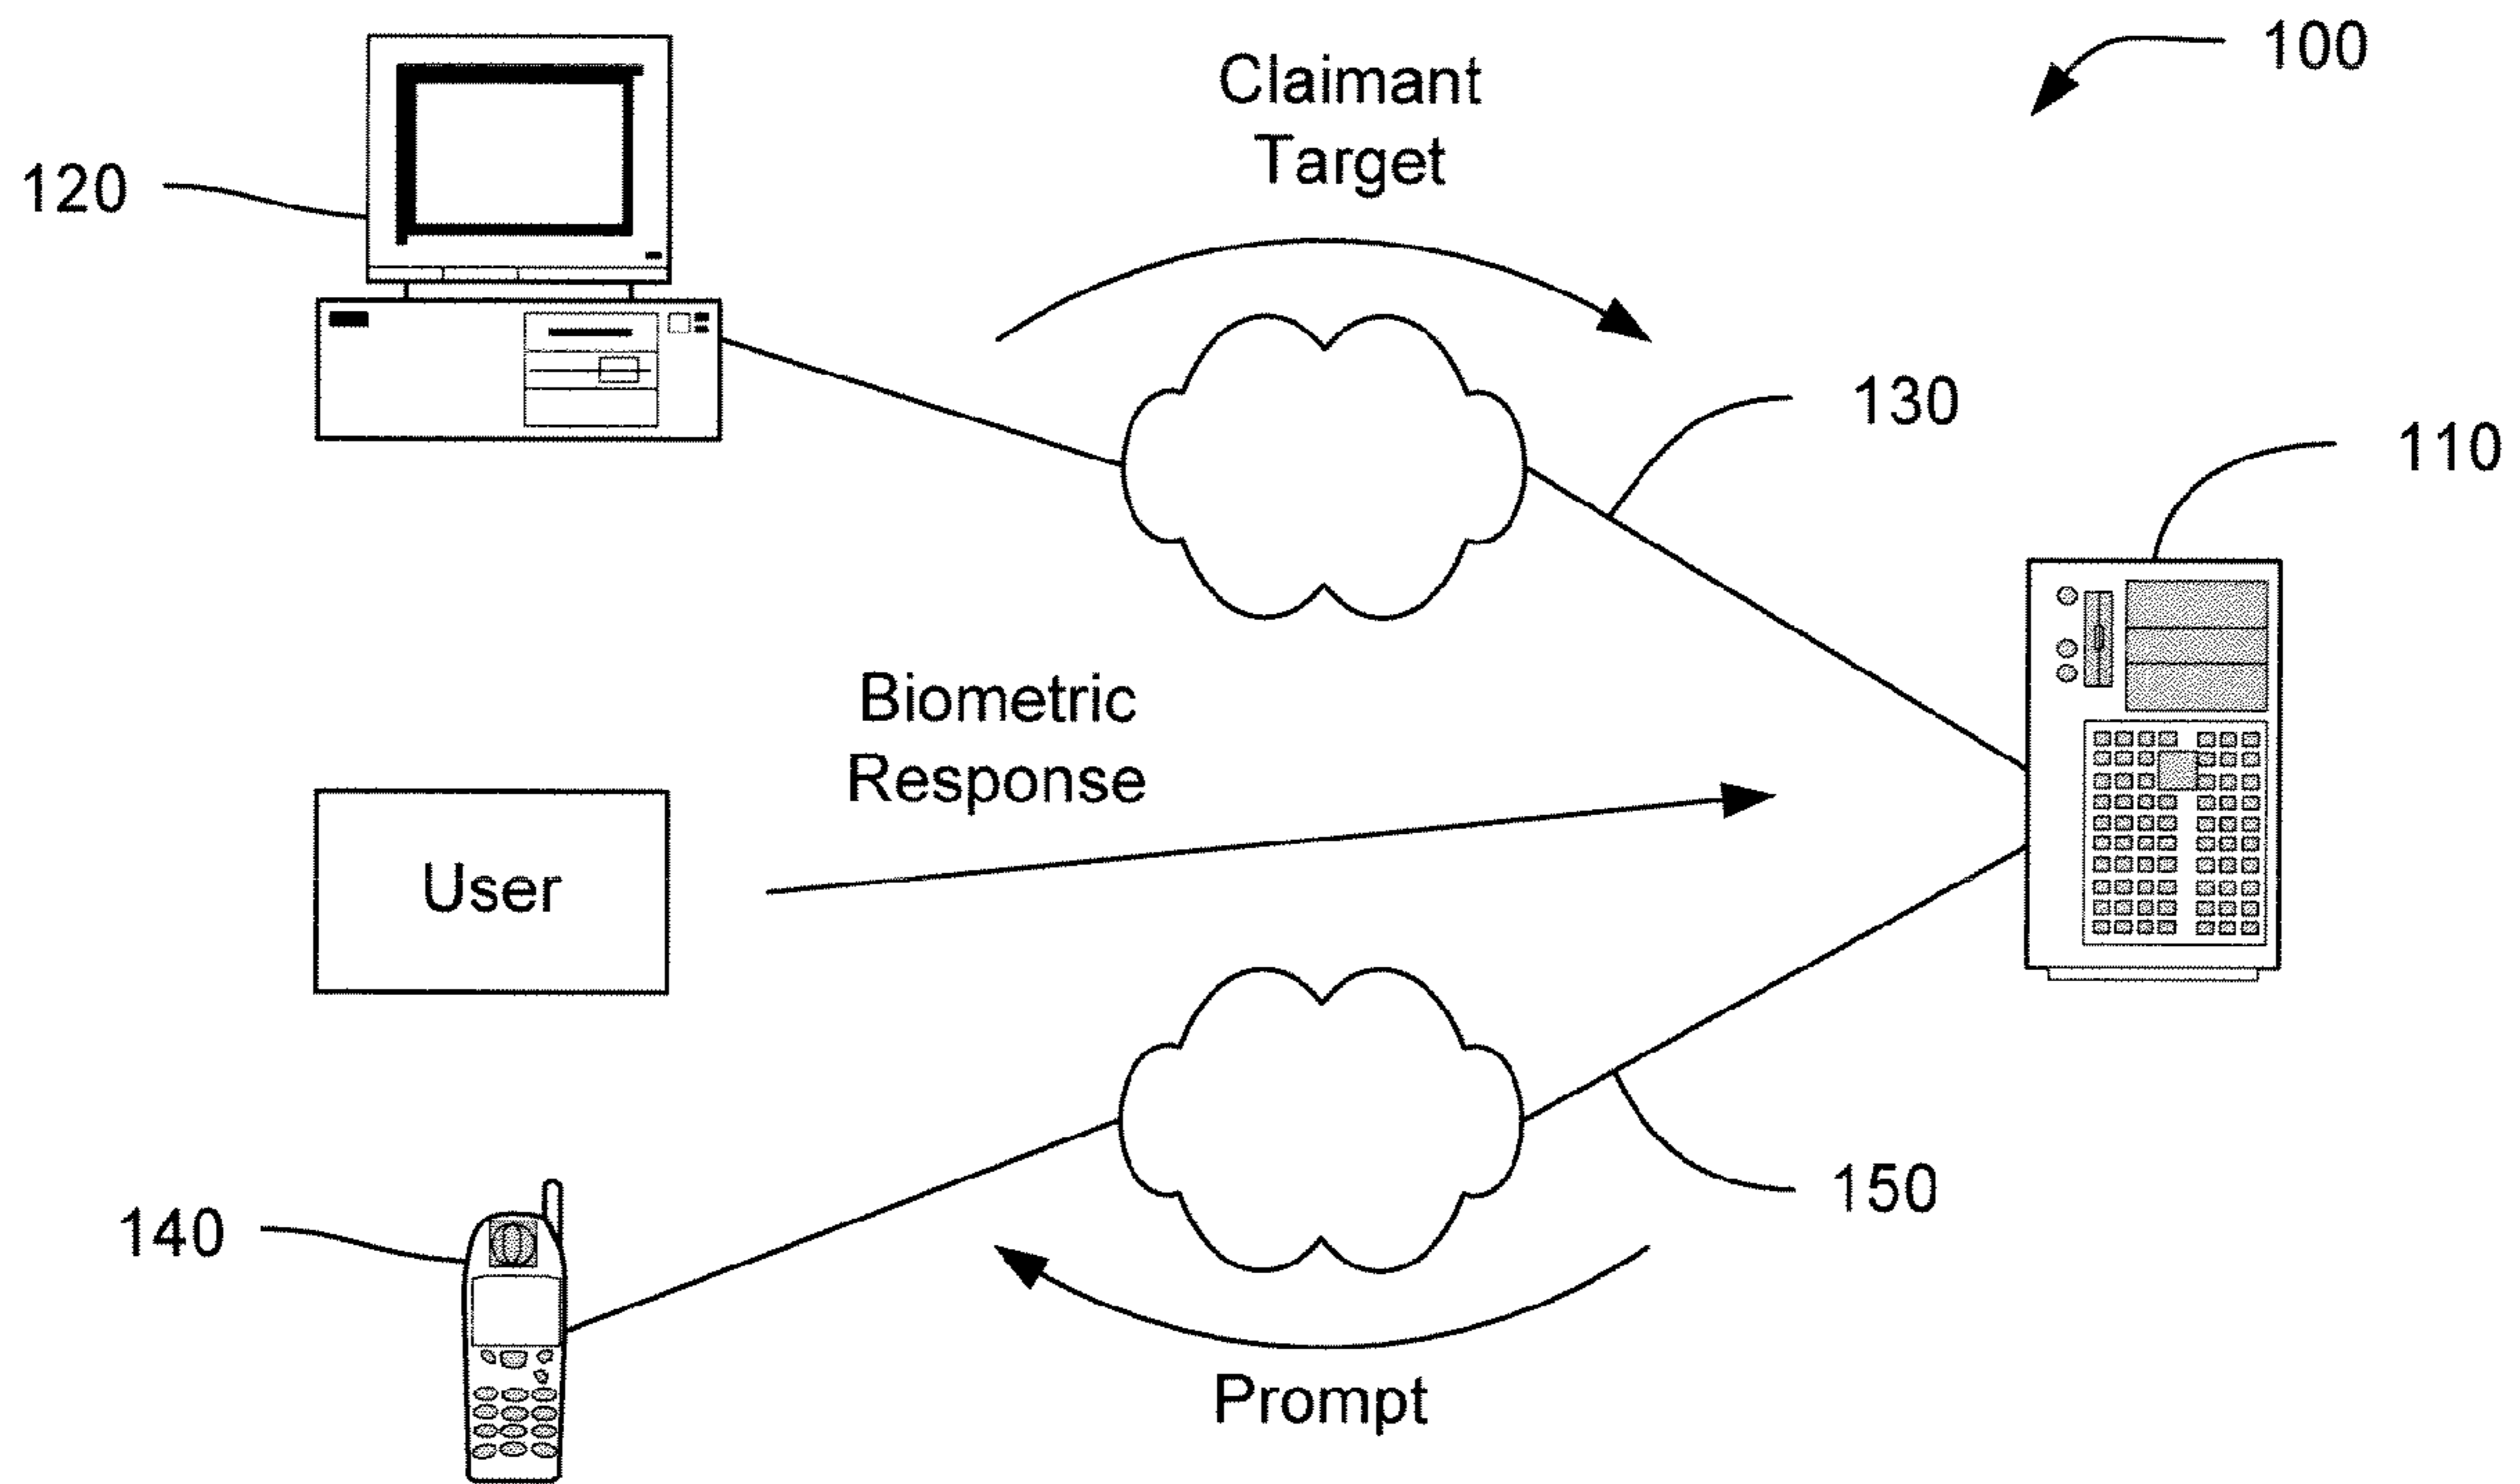 100
Claimant
Target
120
130
110
Biometric
Response
User
150
140
Prompt